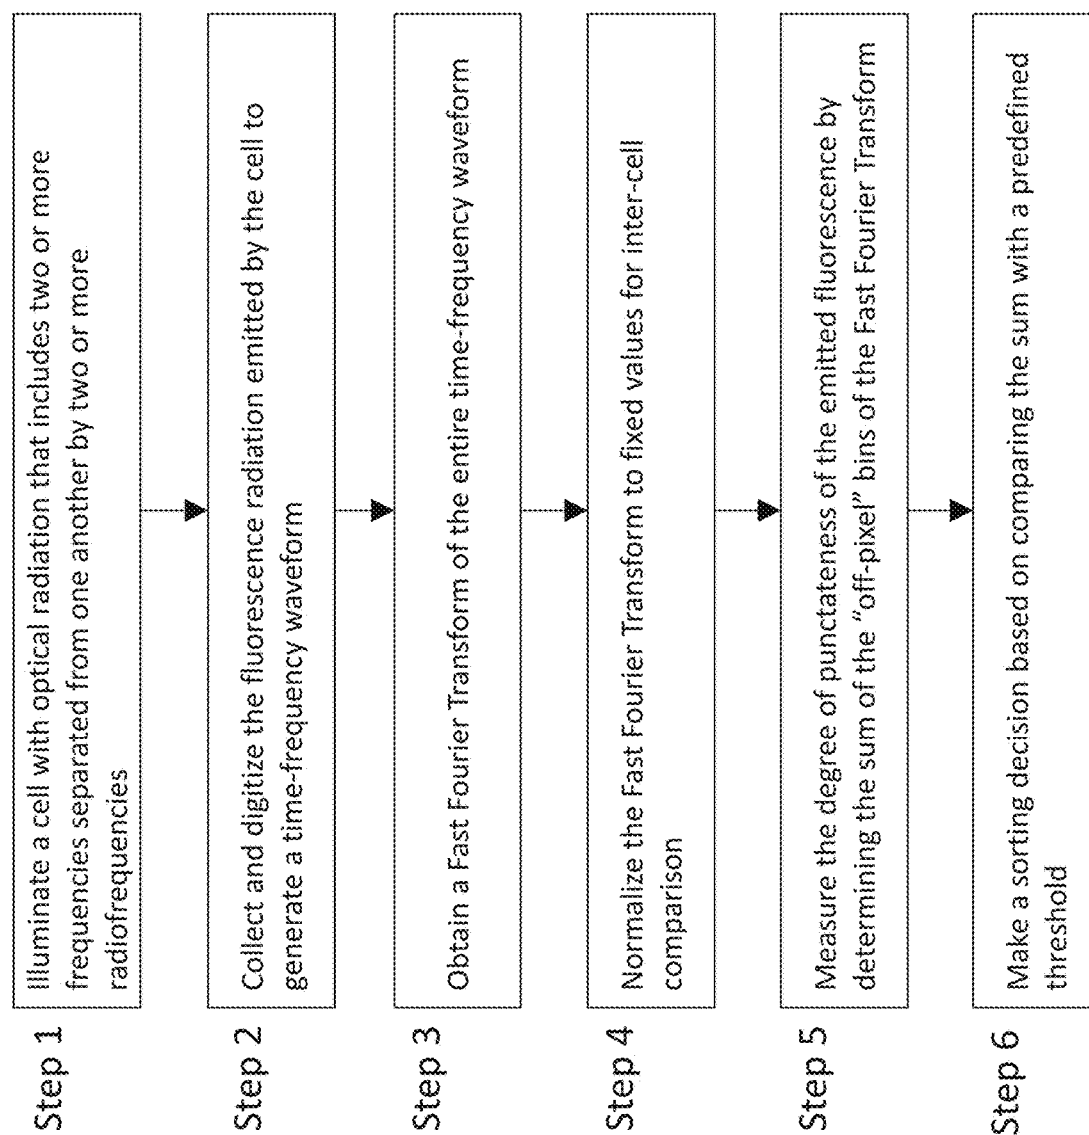 Step 1
Illuminate a cell with optical radiation that includes two or more
frequencies separated from one another by two or more
radiofrequencies
Step 2
Collect and digitize the fluorescence radiation emitted by the cell to
generate a time-frequency waveform
Step 3
Obtain a Fast Fourier Transform of the entire time-frequency waveform
Step 4
Normalize the Fast Fourier Transform to fixed values for inter-cell
comparison
Step 5
Measure the degree of punctateness of the emitted fluorescence by
determining the sum of the "off-pixel" bins of the Fast Fourier Transform
Step 6
Make a sorting decision based on comparing the sum with a predefined
threshold